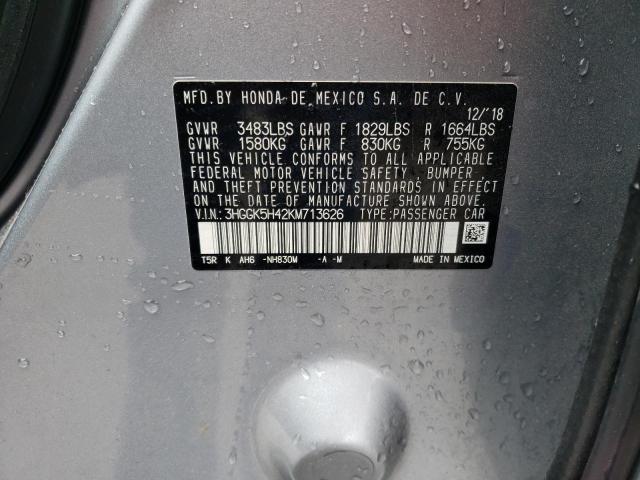 MFD. BY HONDA DE MEXICO S.A. DE C.V.
12/'18
GVWR 3483LBS GAWR F 1829LBS R 1664LBS
GVWR 1580KG GAWR F 830KG R 755KG
THIS VEHICLE CONFORMS TO ALL APPLICABLE
FEDERAL MOTOR VEHICLE SAFETY, BUMPER
AND THEFT PREVENTION STANDARDS IN EFFECT
ON THE DATE OF MANUFACTURE SHOWN ABOVE.
V.I.N: 3HGGK5H42KM713626 TYPE: PASSENGER CAR
T5R K AH6 -NH830M -A -M MADE IN MEXICO